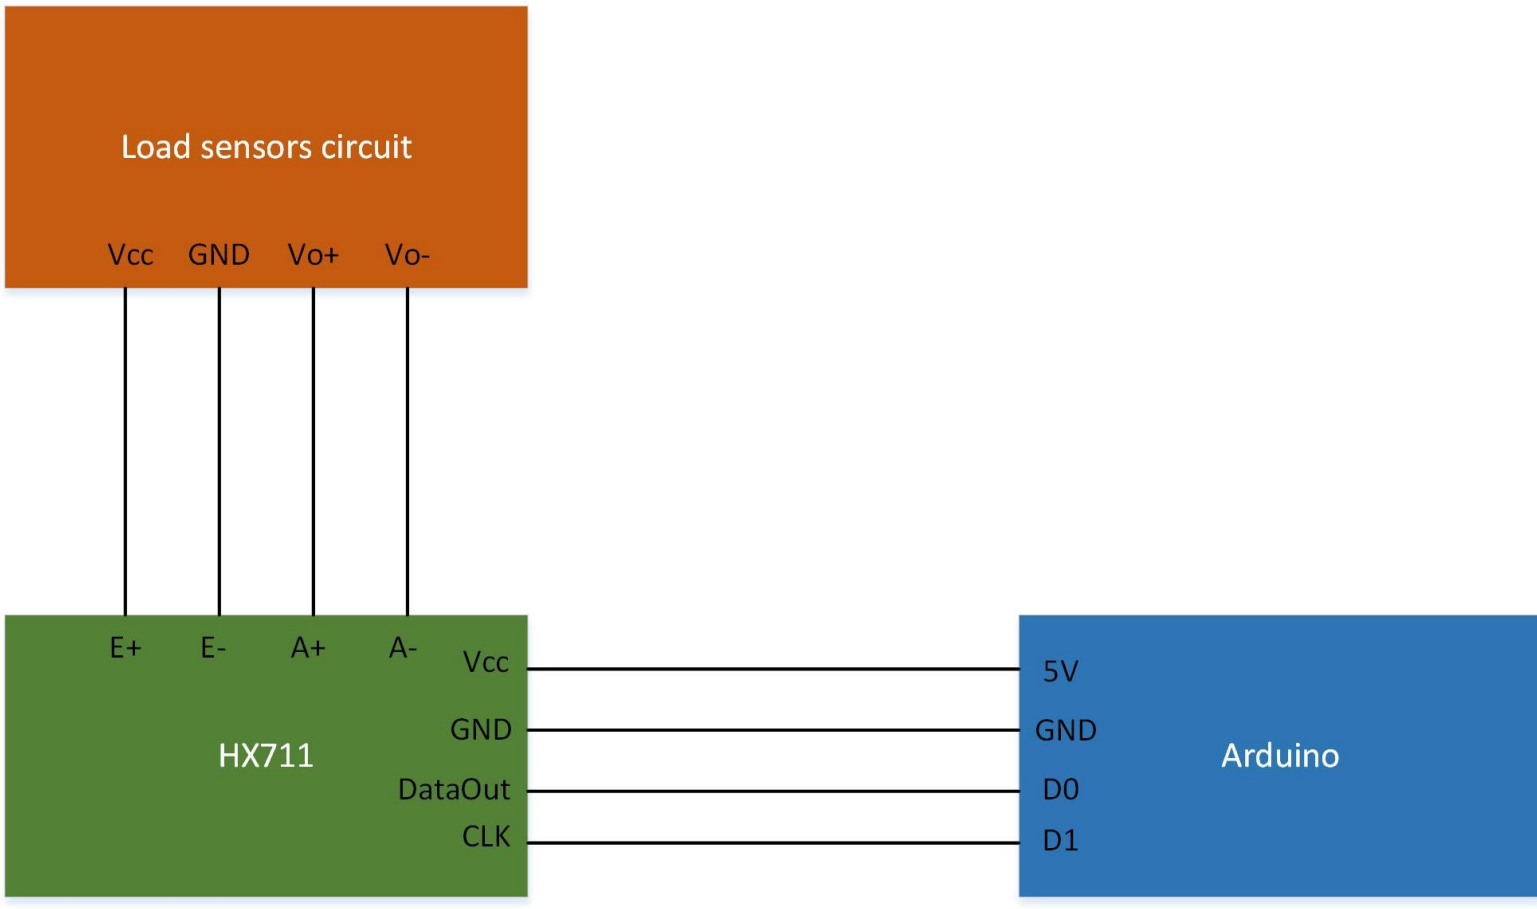 Load sensors circuit
Vcc GND Vo+ Vo-
E+ E- A+ A-
Vcc
GND
DataOut
CLK
HX711
5V
GND
D0
D1
Arduino